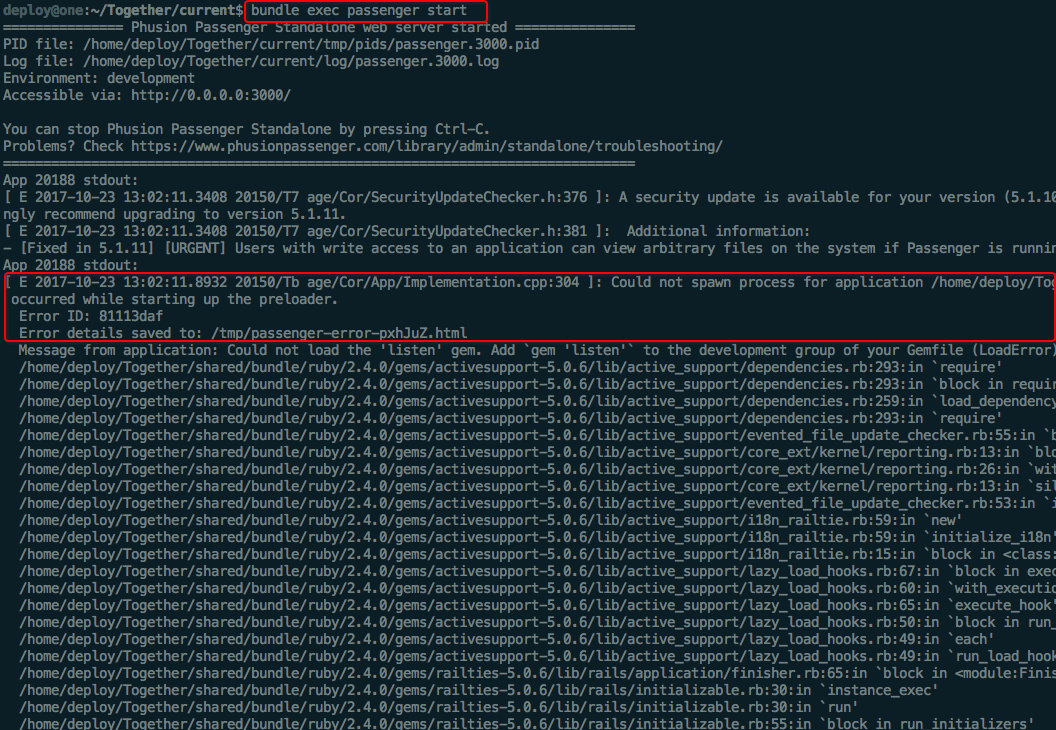 deploy@one:~/Together/current$ bundle exec passenger start
=============== Phusion Passenger Standalone web server started ===============
PID file: /home/deploy/Together/current/tmp/pids/passenger.3000.pid
Log file: /home/deploy/Together/current/log/passenger.3000.log
Environment: development
Accessible via: http://0.0.0.0:3000/
You can stop Phusion Passenger Standalone by pressing Ctrl-C.
Problems? Check https://www.phusionpassenger.com/library/admin/standalone/troubleshooting/
===============================================================================
App 20188 stdout:
[ E 2017-10-23 13:02:11.3408 20150/T7 age/Cor/SecurityUpdateChecker.h:376 ]: A security update is available for your version (5.1.10
ngly recommend upgrading to version 5.1.11.
[ E 2017-10-23 13:02:11.3408 20150/T7 age/Cor/SecurityUpdateChecker.h:381 ]:  Additional information:
- [Fixed in 5.1.11] [URGENT] Users with write access to an application can view arbitrary files on the system if Passenger is runnin
App 20188 stdout:
[ E 2017-10-23 13:02:11.8932 20150/Tb age/Cor/App/Implementation.cpp:304 ]: Could not spawn process for application /home/deploy/Tog
occurred while starting up the preloader.
Error ID: 81113daf
Error details saved to: /tmp/passenger-error-pxhJuZ.html
Message from application: Could not load the 'listen' gem. Add `gem 'listen'` to the development group of your Gemfile (LoadError)
/home/deploy/Together/shared/bundle/ruby/2.4.0/gems/activesupport-5.0.6/lib/active_support/dependencies.rb:293:in `require'
/home/deploy/Together/shared/bundle/ruby/2.4.0/gems/activesupport-5.0.6/lib/active_support/dependencies.rb:293:in `block in requir
/home/deploy/Together/shared/bundle/ruby/2.4.0/gems/activesupport-5.0.6/lib/active_support/dependencies.rb:259:in `load_dependency
/home/deploy/Together/shared/bundle/ruby/2.4.0/gems/activesupport-5.0.6/lib/active_support/dependencies.rb:293:in `require'
/home/deploy/Together/shared/bundle/ruby/2.4.0/gems/activesupport-5.0.6/lib/active_support/evented_file_update_checker.rb:55:in `b
/home/deploy/Together/shared/bundle/ruby/2.4.0/gems/activesupport-5.0.6/lib/active_support/core_ext/kernel/reporting.rb:13:in `blo
/home/deploy/Together/shared/bundle/ruby/2.4.0/gems/activesupport-5.0.6/lib/active_support/core_ext/kernel/reporting.rb:26:in `wit
/home/deploy/Together/shared/bundle/ruby/2.4.0/gems/activesupport-5.0.6/lib/active_support/core_ext/kernel/reporting.rb:13:in `sil
/home/deploy/Together/shared/bundle/ruby/2.4.0/gems/activesupport-5.0.6/lib/active_support/evented_file_update_checker.rb:53:in `i
/home/deploy/Together/shared/bundle/ruby/2.4.0/gems/activesupport-5.0.6/lib/active_support/i18n_railtie.rb:59:in `new'
/home/deploy/Together/shared/bundle/ruby/2.4.0/gems/activesupport-5.0.6/lib/active_support/i18n_railtie.rb:59:in `initialize_i18n'
/home/deploy/Together/shared/bundle/ruby/2.4.0/gems/activesupport-5.0.6/lib/active_support/i18n_railtie.rb:15:in `block in <class:
/home/deploy/Together/shared/bundle/ruby/2.4.0/gems/activesupport-5.0.6/lib/active_support/lazy_load_hooks.rb:67:in `block in exec
/home/deploy/Together/shared/bundle/ruby/2.4.0/gems/activesupport-5.0.6/lib/active_support/lazy_load_hooks.rb:60:in `with_executio
/home/deploy/Together/shared/bundle/ruby/2.4.0/gems/activesupport-5.0.6/lib/active_support/lazy_load_hooks.rb:65:in `execute_hook'
/home/deploy/Together/shared/bundle/ruby/2.4.0/gems/activesupport-5.0.6/lib/active_support/lazy_load_hooks.rb:50:in `block in run_
/home/deploy/Together/shared/bundle/ruby/2.4.0/gems/activesupport-5.0.6/lib/active_support/lazy_load_hooks.rb:49:in `each'
/home/deploy/Together/shared/bundle/ruby/2.4.0/gems/activesupport-5.0.6/lib/active_support/lazy_load_hooks.rb:49:in `run_load_hook
/home/deploy/Together/shared/bundle/ruby/2.4.0/gems/railties-5.0.6/lib/rails/application/finisher.rb:65:in `block in <module:Finis
/home/deploy/Together/shared/bundle/ruby/2.4.0/gems/railties-5.0.6/lib/rails/initializable.rb:30:in `instance_exec'
/home/deploy/Together/shared/bundle/ruby/2.4.0/gems/railties-5.0.6/lib/rails/initializable.rb:30:in `run'
/home/deploy/Together/shared/bundle/ruby/2.4.0/gems/railties-5.0.6/lib/rails/initializable.rb:55:in `block in run_initializers'